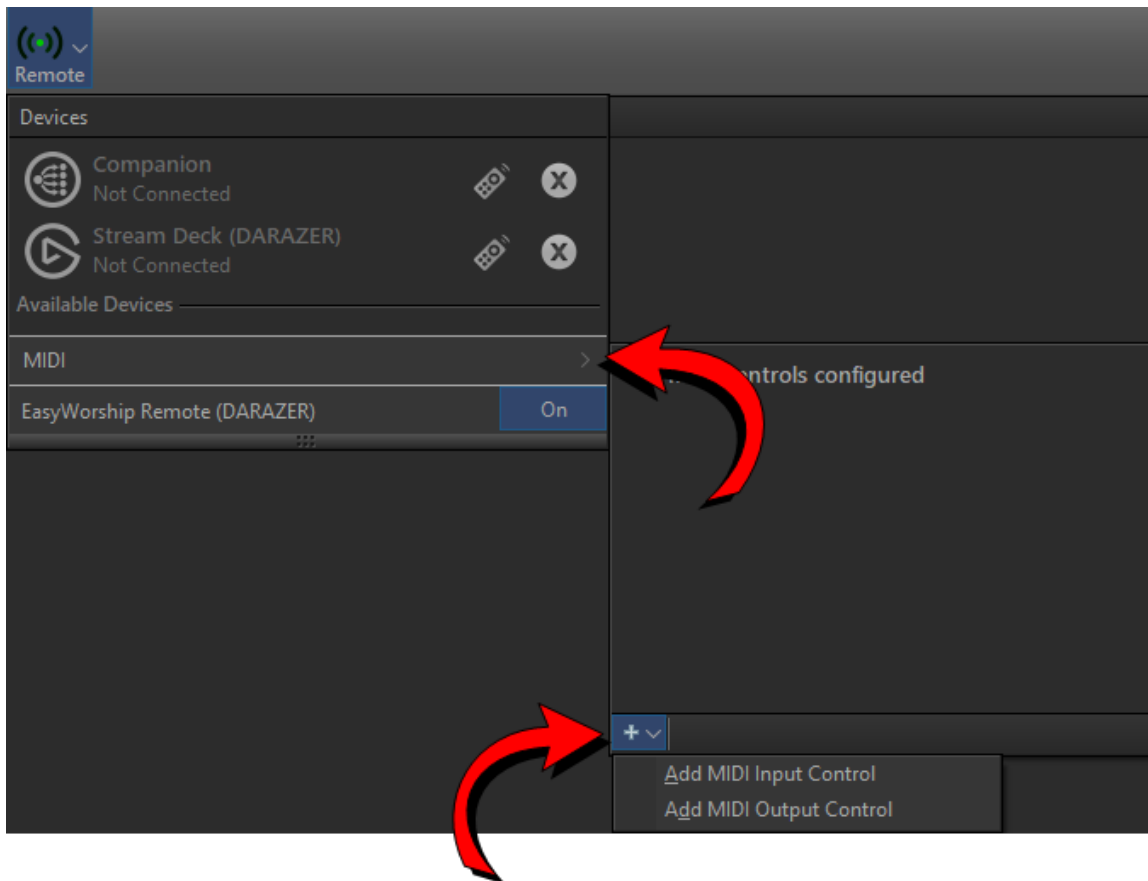 Remote
Devices
Companion
Not Connected
Stream Deck (DARAZER)
Not Connected
Available Devices
MIDI
controls configured
EasyWorship Remote (DARAZER)
On
Add MIDI Input Control
Add MIDI Output Control